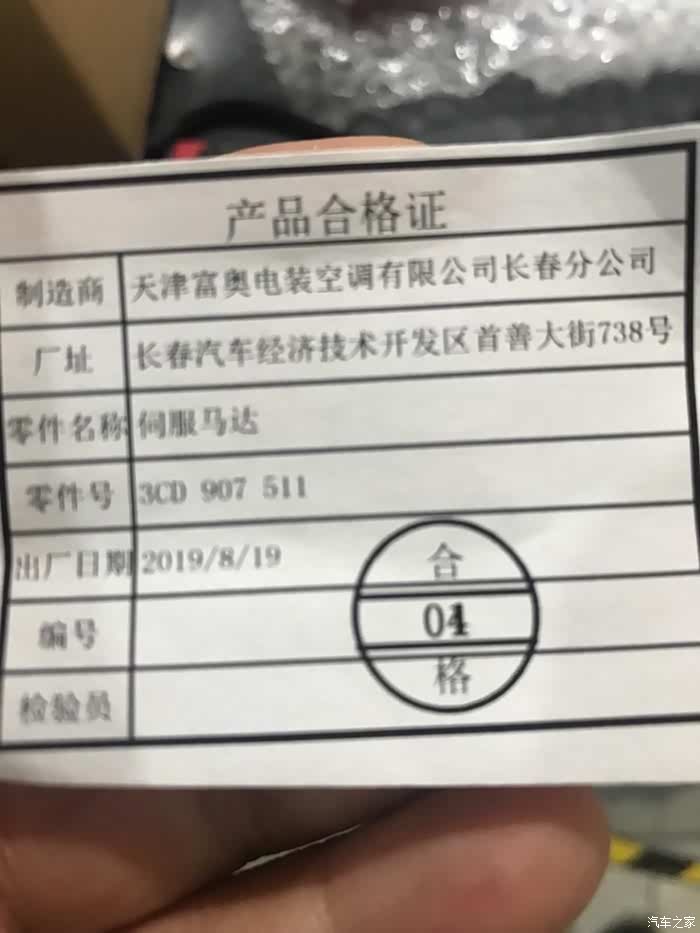 产品合格证
制造商 天津富奥电装空调有限公司长春分公司
厂址 长春汽车经济技术开发区首善大街738号
零件名称 伺服马达
零件号 3CD 907 511
出厂日期 2019/8/19
合
编号 04
格
检验员
汽车之家